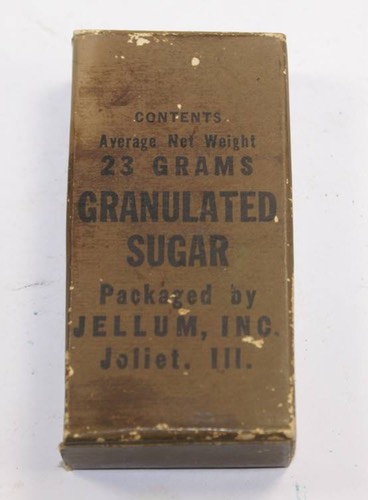 CONTENTS
Average Net Weight
23 GRAMS
GRANULATED
SUGAR
Packaged by
JELLUM, INC.
Joliet, Ill.